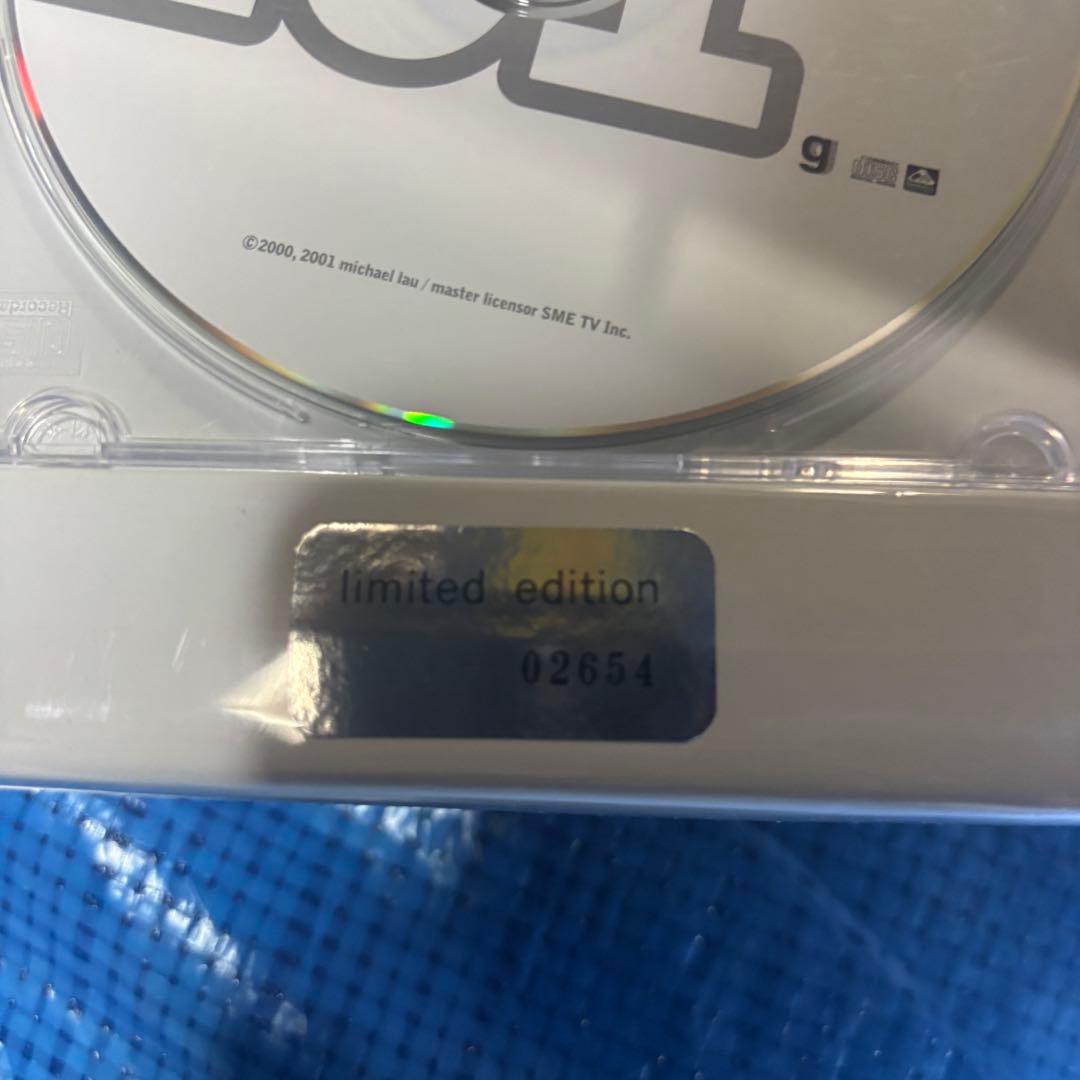 g
©2000, 2001 michael lau / master licensor SME TV Inc.
limited edition
02654